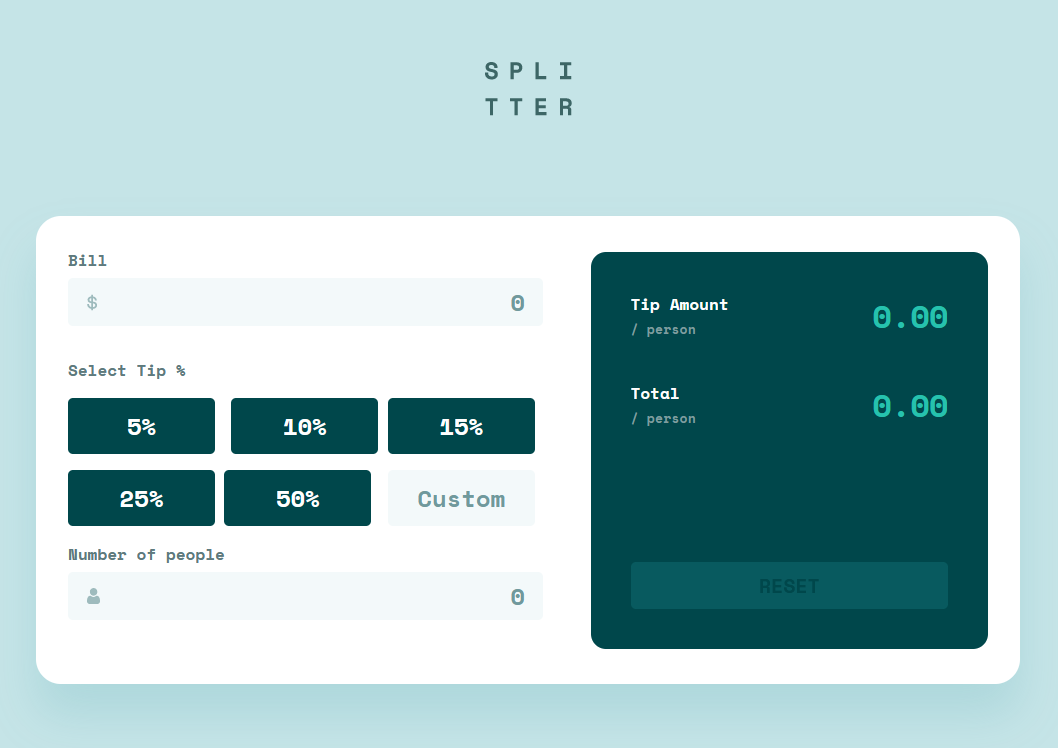 SPLI
TTER
Bill
$ 0
Select Tip %
5% 10% 15%
25% 50% Custom
Number of people
0
Tip Amount
/ person
0.00
Total
/ person
0.00
RESET